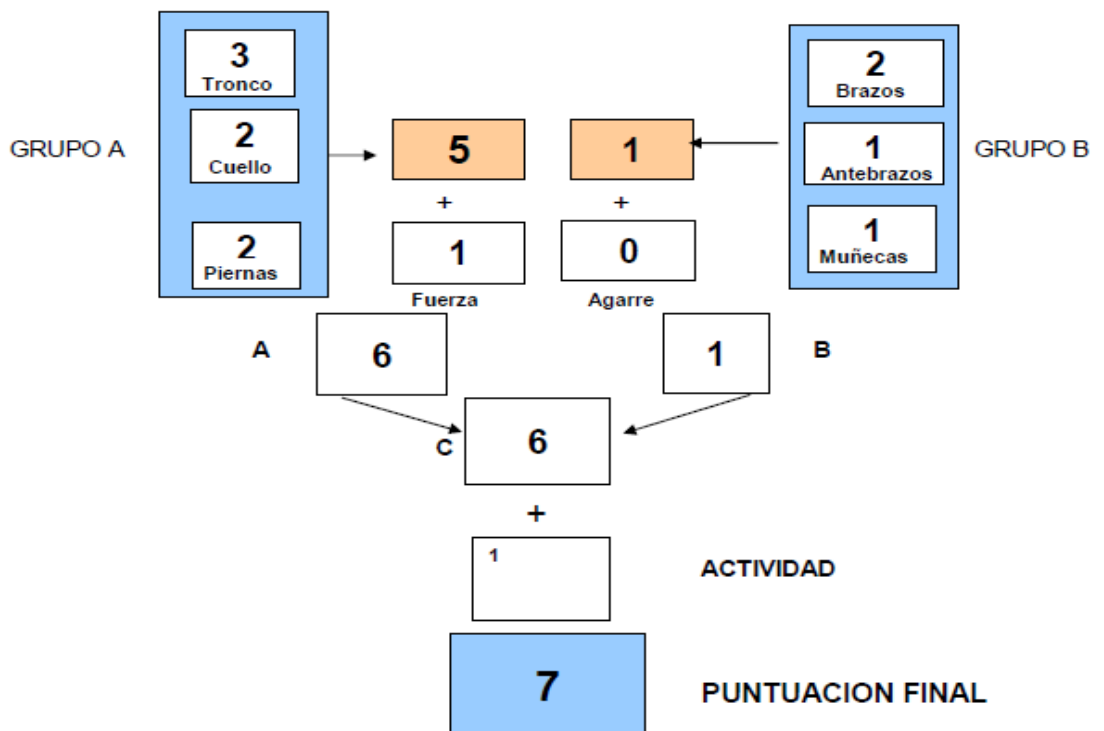 3
Tronco
2
Cuello
2
Piernas
GRUPO A
5
+
1
Fuerza
1
+
0
Agarre
2
Brazos
1
Antebrazos
1
Muñecas
GRUPO B
A
6
1
B
C
6
+
1
ACTIVIDAD
7
PUNTUACION FINAL